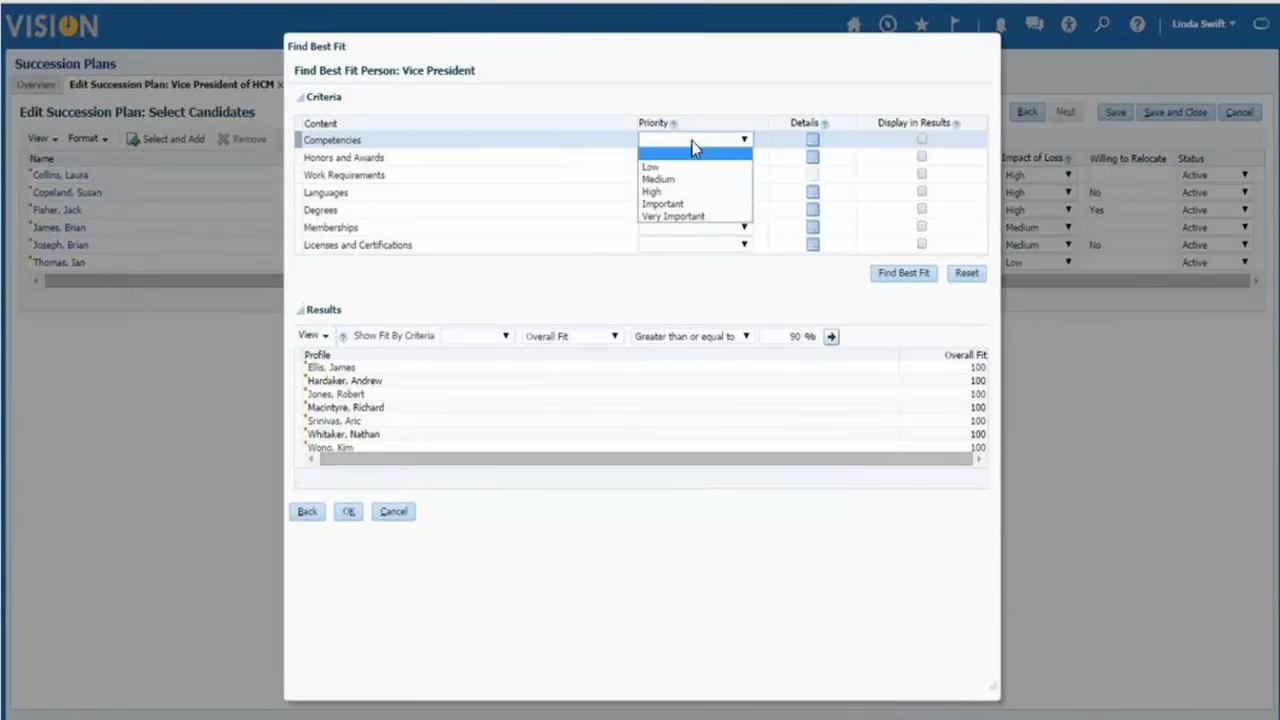 VISION
Linda Swift
Succession Plans
Overview Edit Succession Plan: Vice President of HCM ×
Edit Succession Plan: Select Candidates
Back Next Save Save and Close Cancel
View Format Select and Add Remove
Name
Collins, Laura
Copeland, Susan
Fisher, Jack
James, Brian
Joseph, Brian
Thomas, Ian
Find Best Fit
Find Best Fit Person: Vice President
Criteria
Content Priority Details Display in Results
Competencies
Honors and Awards
Work Requirements
Languages
Degrees
Memberships
Licenses and Certifications
Low
Medium
High
Important
Very Important
Find Best Fit Reset
Results
View Show Fit By Criteria Overall Fit Greater than or equal to 90 %
Profile Overall Fit
Ellis, James 100
Hardaker, Andrew 100
Jones, Robert 100
Macintyre, Richard 100
Srinivas, Aric 100
Whitaker, Nathan 100
Wong, Kim 100
Back OK Cancel
Impact of Loss Willing to Relocate Status
High Active
High No Active
High Yes Active
Medium Active
Medium No Active
Low Active